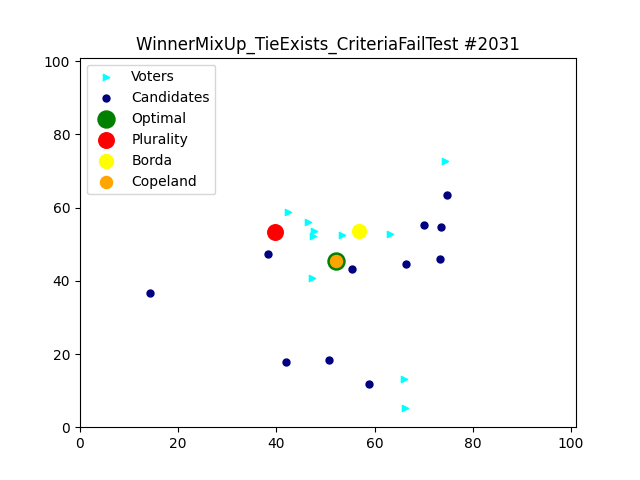 WinnerMixUp_TieExists_CriteriaFailTest #2031
Voters
Candidates
Optimal
Plurality
Borda
Copeland
100
80
60
40
20
0
0 20 40 60 80 100